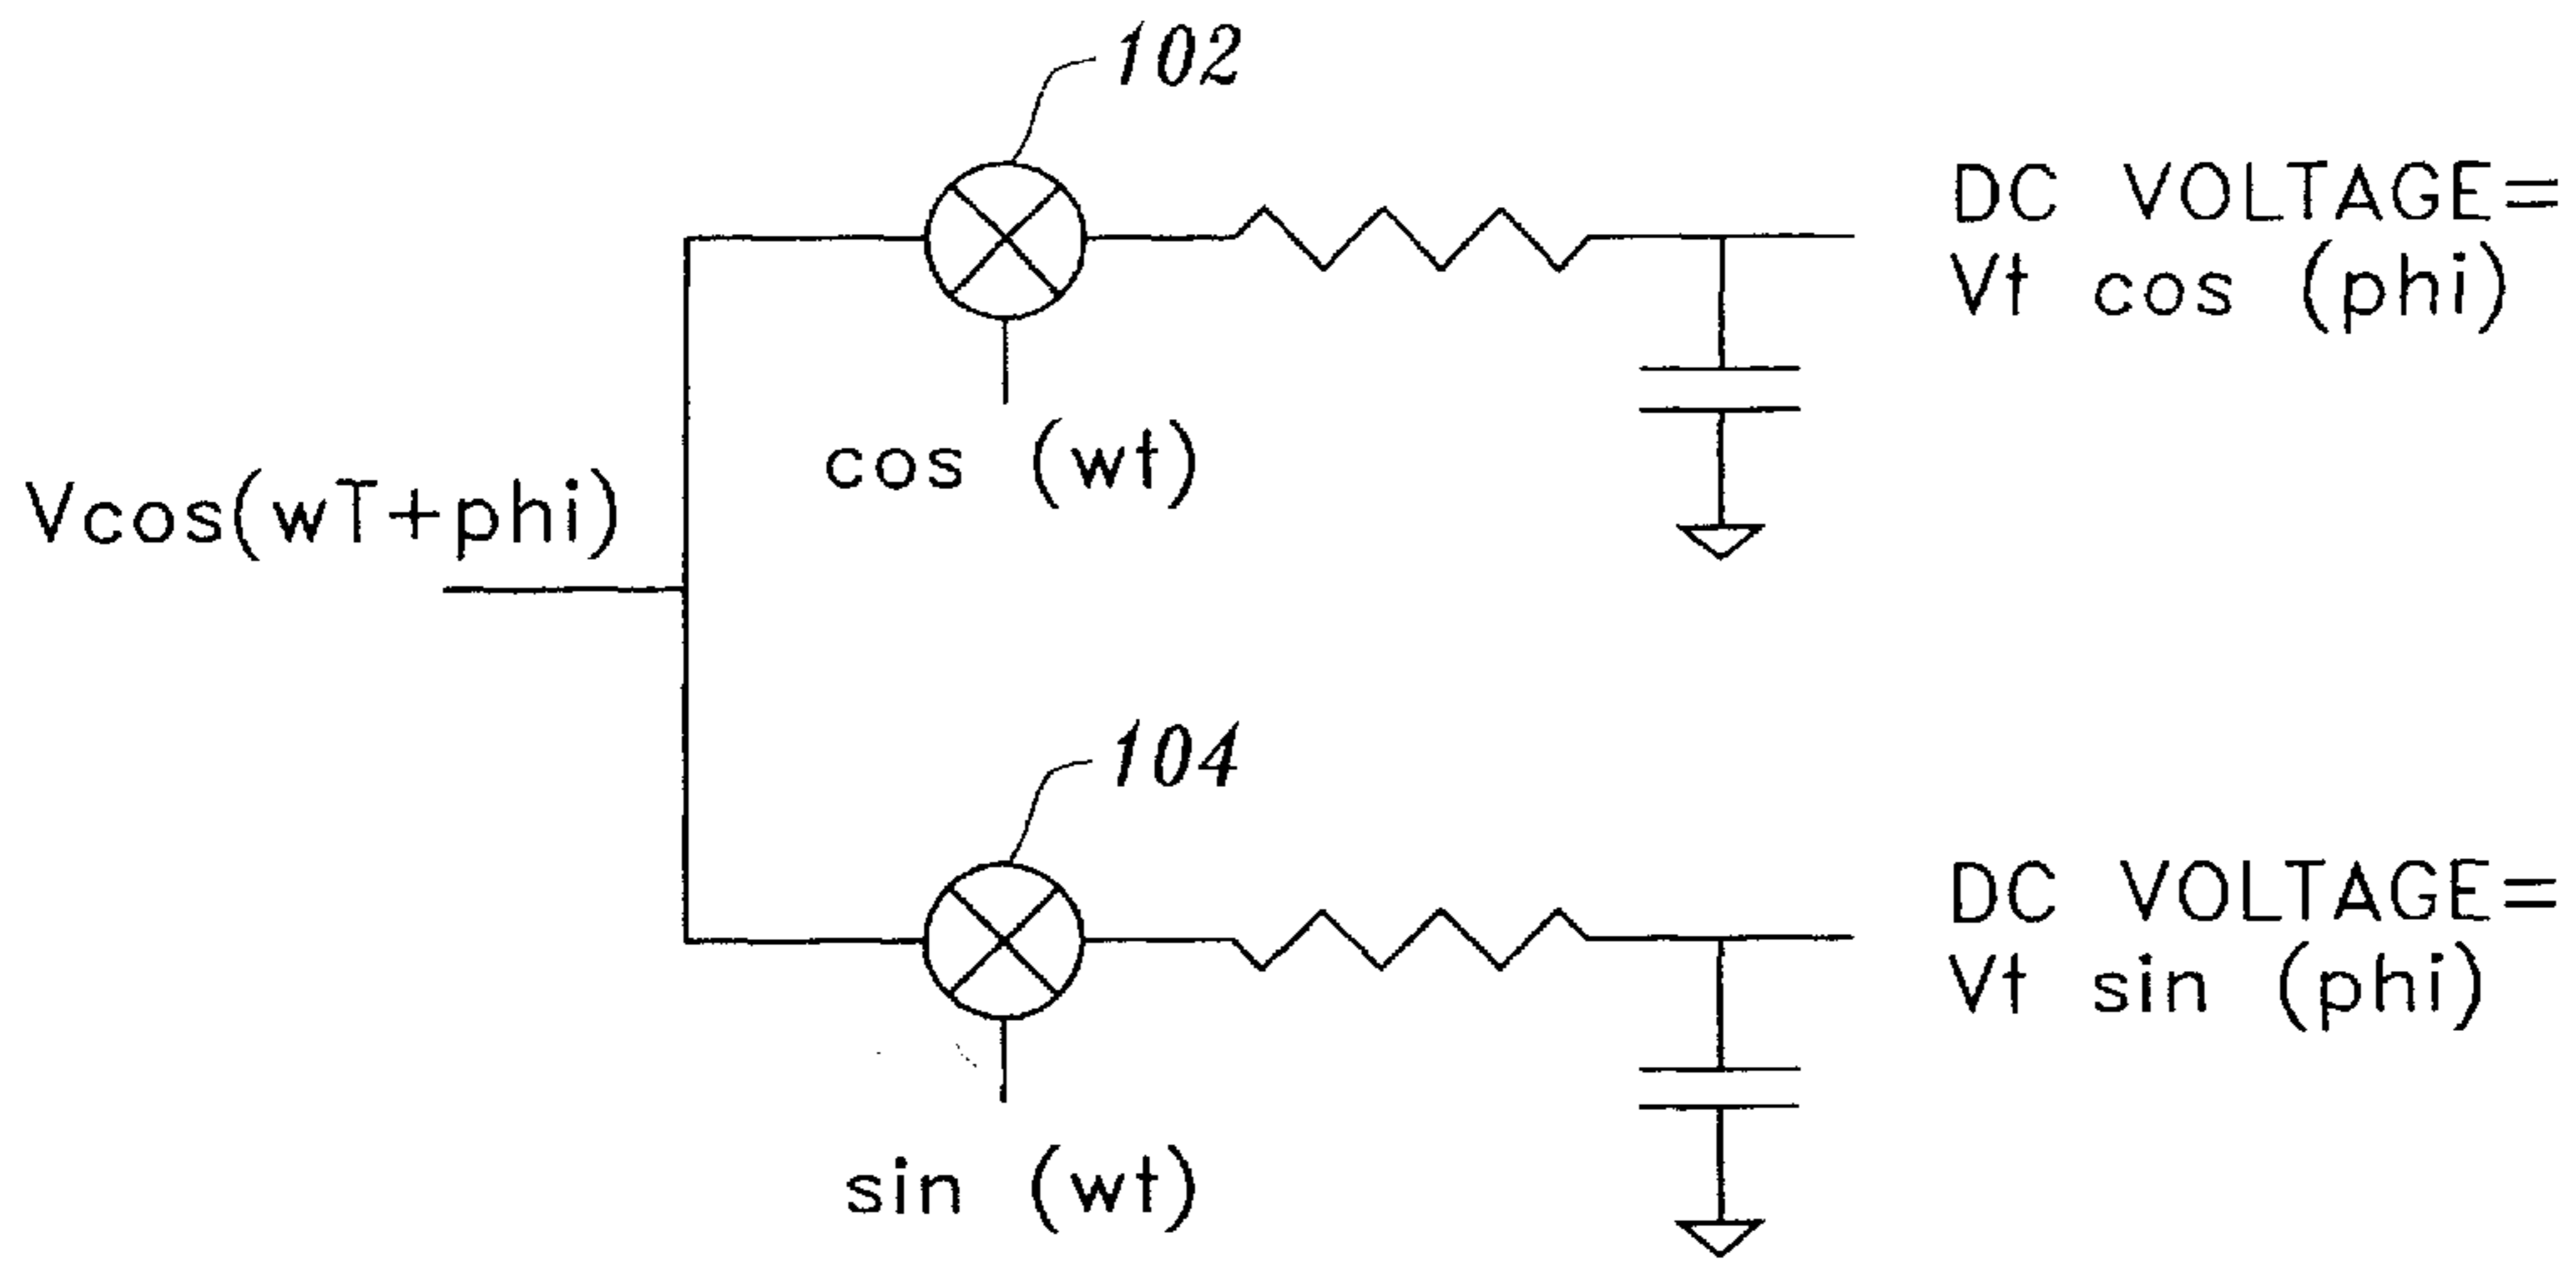 102
DC VOLTAGE=
Vt cos (phi)
cos (wt)
Vcos(wT+phi)
104
DC VOLTAGE=
Vt sin (phi)
sin (wt)